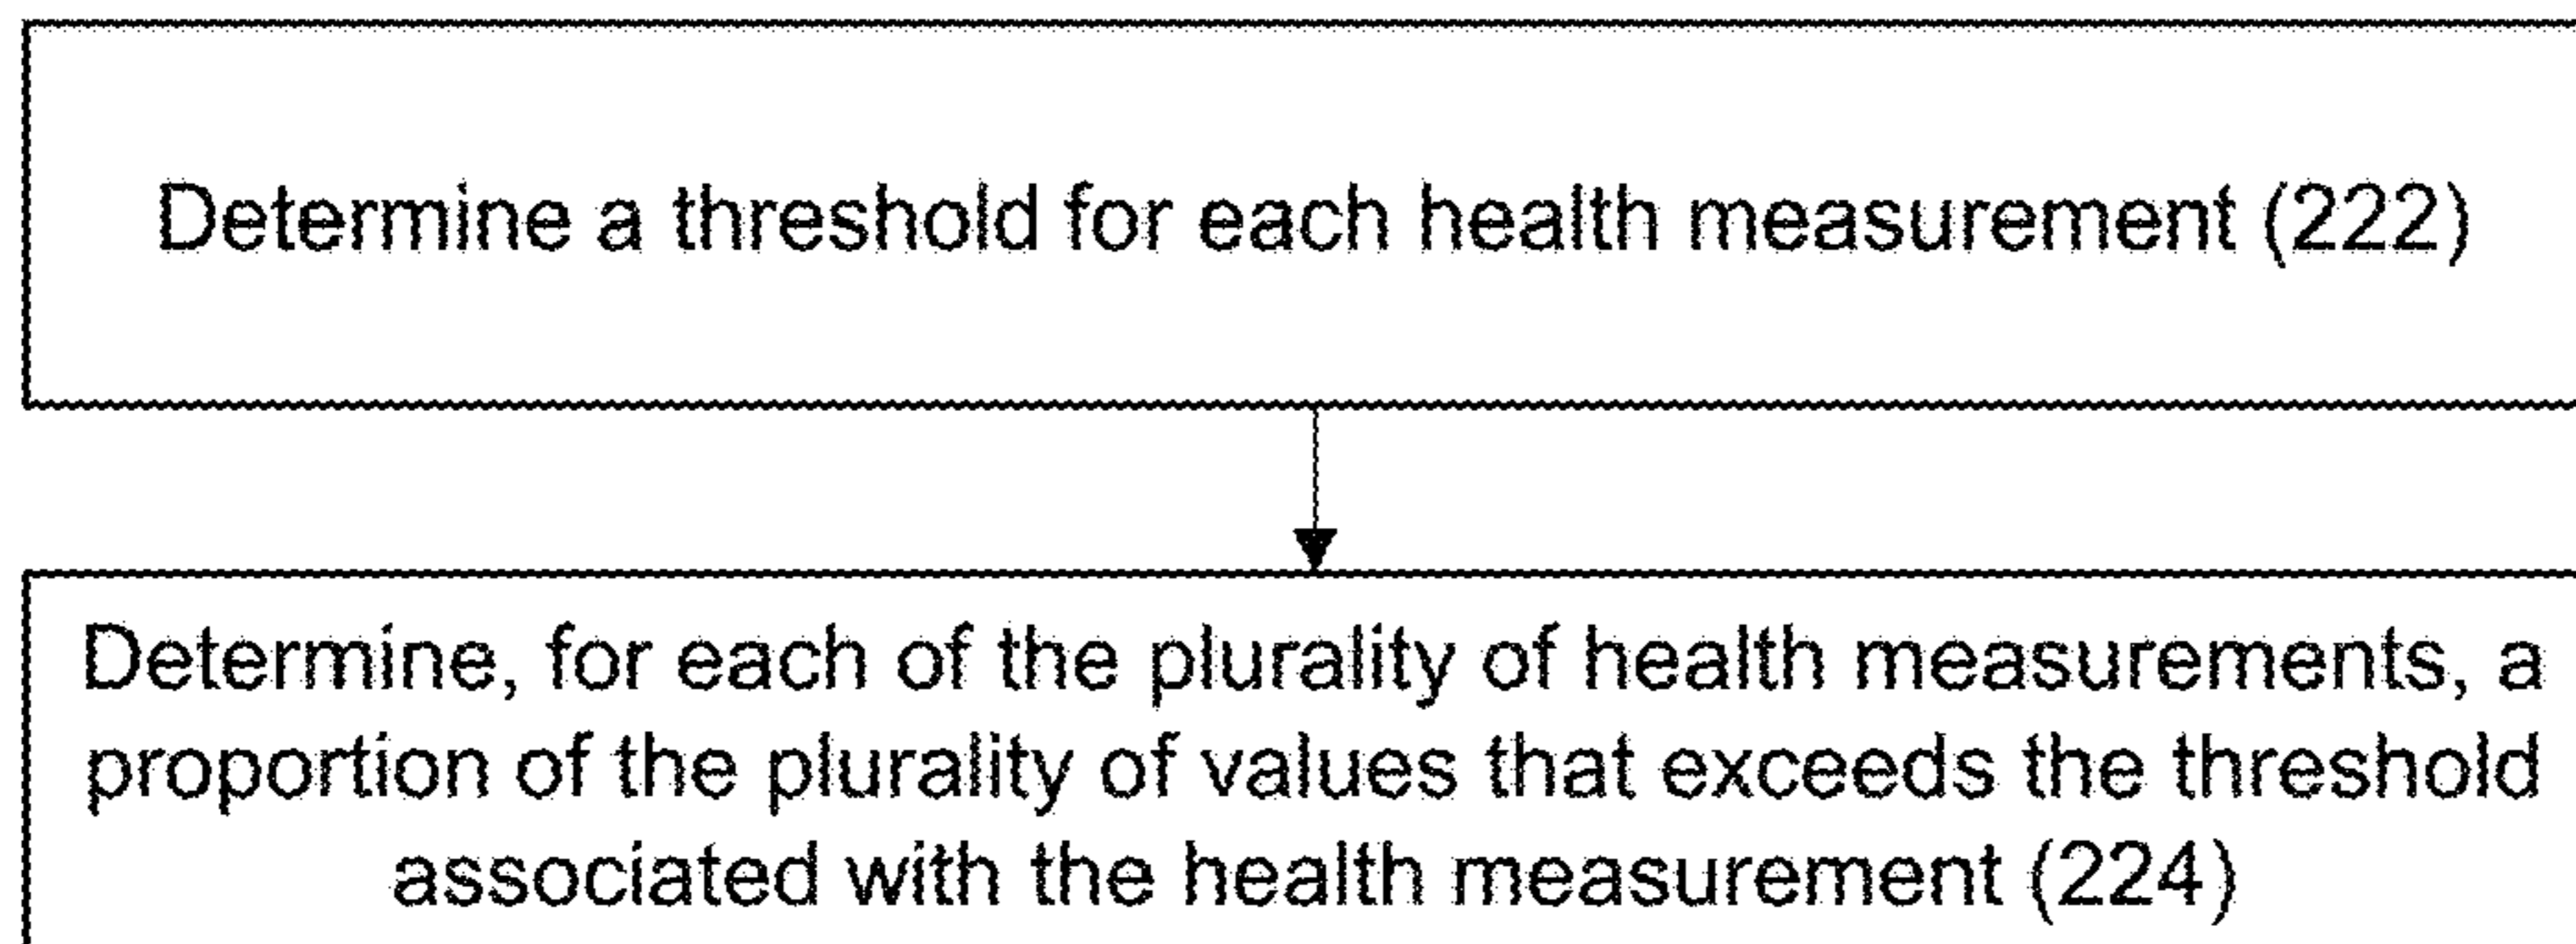 Determine a threshold for each health measurement (222)
Determine, for each of the plurality of health measurements, a
proportion of the plurality of values that exceeds the threshold
associated with the health measurement (224)